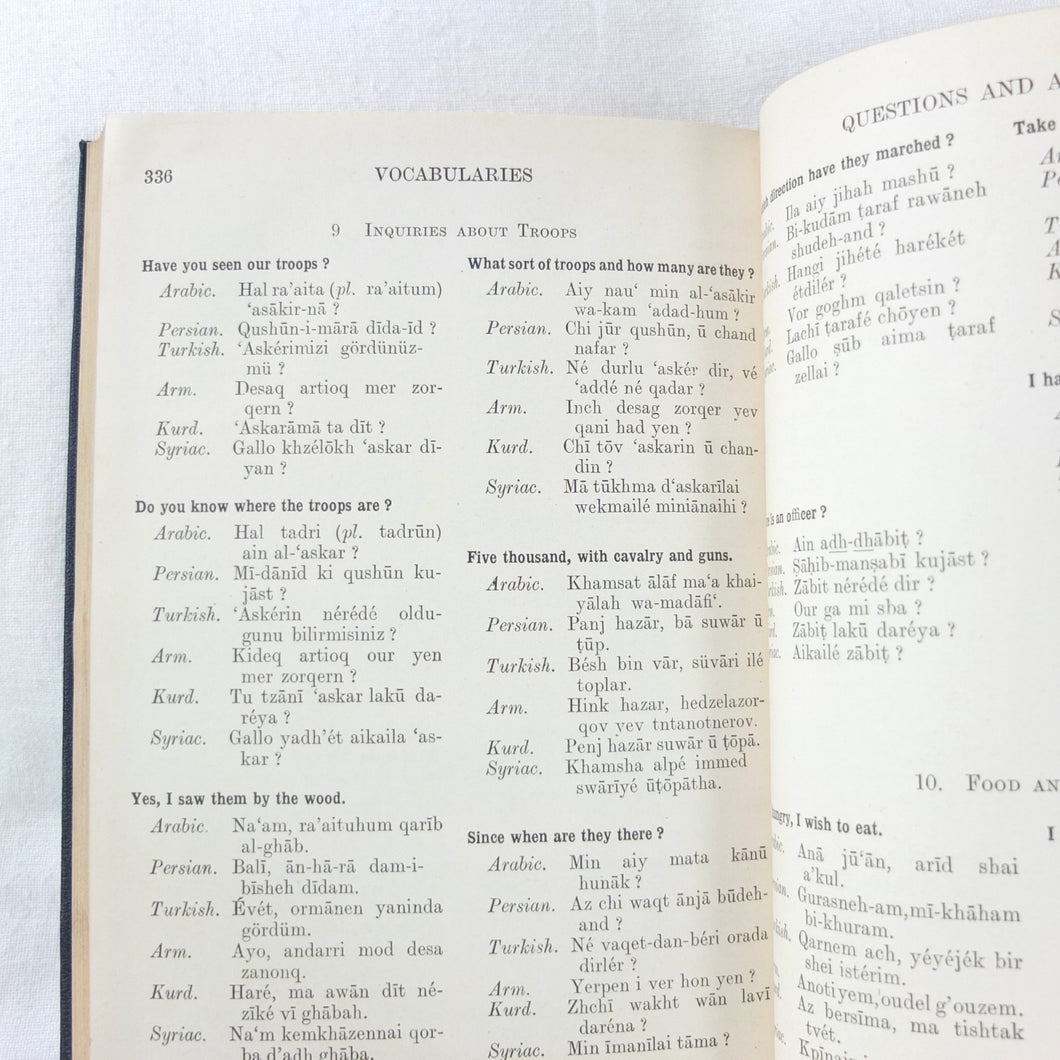 336
VOCABULARIES
9 INQUIRIES ABOUT TROOPS
Have you seen our troops ?
Arabic. Hal ra'aita (pl. ra'aitum)
‘asākir-nā ?
Persian. Qushūn-i-mārā dīda-īd ?
Turkish. ‘Askérimizi gördünüz-
mü ?
Arm. Desaq artioq mer zor-
qern ?
Kurd. ‘Askarāmā ta dīt ?
Syriac. Gallo khzélōkh ‘askar dī-
yan ?
Do you know where the troops are ?
Arabic. Hal tadri (pl. tadrūn)
ain al-‘askar ?
Persian. Mī-dānīd ki qushūn ku-
jāst ?
Turkish. ‘Askérin nérédé oldu-
gunu bilirmisiniz ?
Arm. Kideq artioq our yen
mer zorqern ?
Kurd. Tu tzānī ‘askar lakū da-
réya ?
Syriac. Gallo yadh'ét aikaila ‘as-
kar ?
Yes, I saw them by the wood.
Arabic. Na'am, ra'aituhum qarīb
al-ghāb.
Persian. Balī, ān-hā-rā dam-i-
bīsheh dīdam.
Turkish. Évét, ormānen yaninda
gördüm.
Arm. Ayo, andarri mod desa
zanonq.
Kurd. Haré, ma awān dīt né-
zīké vī ghābah.
Syriac. Na‘m kemkhāzennai qor-
ba d'adh ghāba.
What sort of troops and how many are they ?
Arabic. Aiy nau‘ min al-‘asākir
wa-kam ‘adad-hum ?
Persian. Chi jūr qushūn, ū chand
nafar ?
Turkish. Né durlu ‘askér dir, vé
‘addé né qadar ?
Arm. Inch desag zorqer yev
qani had yen ?
Kurd. Chī tōv ‘askarin ū chan-
din ?
Syriac. Mā tūkhma d‘askarīlai
wekmailé miniānaihi ?
Five thousand, with cavalry and guns.
Arabic. Khamsat ālāf ma‘a khai-
yālah wa-madāfi‘.
Persian. Panj hazār, bā suwār ū
ṭūp.
Turkish. Bésh bin vār, süvāri ilé
toplar.
Arm. Hink hazar, hedzelazor-
qov yev tntanotnerov.
Kurd. Penj hazār suwār ū ṭōpā.
Syriac. Khamsha alpé immed
swārīyé ūṭōpātha.
Since when are they there ?
Arabic. Min aiy mata kānū
hunāk ?
Persian. Az chi waqt ānjā būdeh-
and ?
Turkish. Né vaqet-dan-béri orada
dirlér ?
Arm. Yerpen i ver hon yen ?
Kurd. Zhchī wakht wān lavī
daréna ?
Syriac. Min īmanīlai tāma ?
QUESTIONS AND
direction have they marched ?
Ila aiy jihah mashū ?
Bi-kudām ṭaraf rawāneh
shudeh-and ?
Hangi jihété harékét
étdilér ?
Vor goghm qaletsin ?
Lachī ṭarafé chōyen ?
Gallo ṣūb aima ṭaraf
zellai ?
is an officer ?
Ain adh-dhābiṭ ?
Ṣāḥib-manṣabī kujāst ?
Zābit nérédé dir ?
Our ga mi sba ?
Zābiṭ lakū daréya ?
Aikailé zābiṭ ?
10. FOOD
I wish to eat.
Anā jū‘ān, arīd shai
a'kul.
Gurasneh-am, mī-khāham
bi-khuram.
Qarnem ach, yéyéjék bir
shei istérim.
Anotiyem, oudel g'ouzem.
Az bersīma, ma tishtak
tvét.
Take
I
I